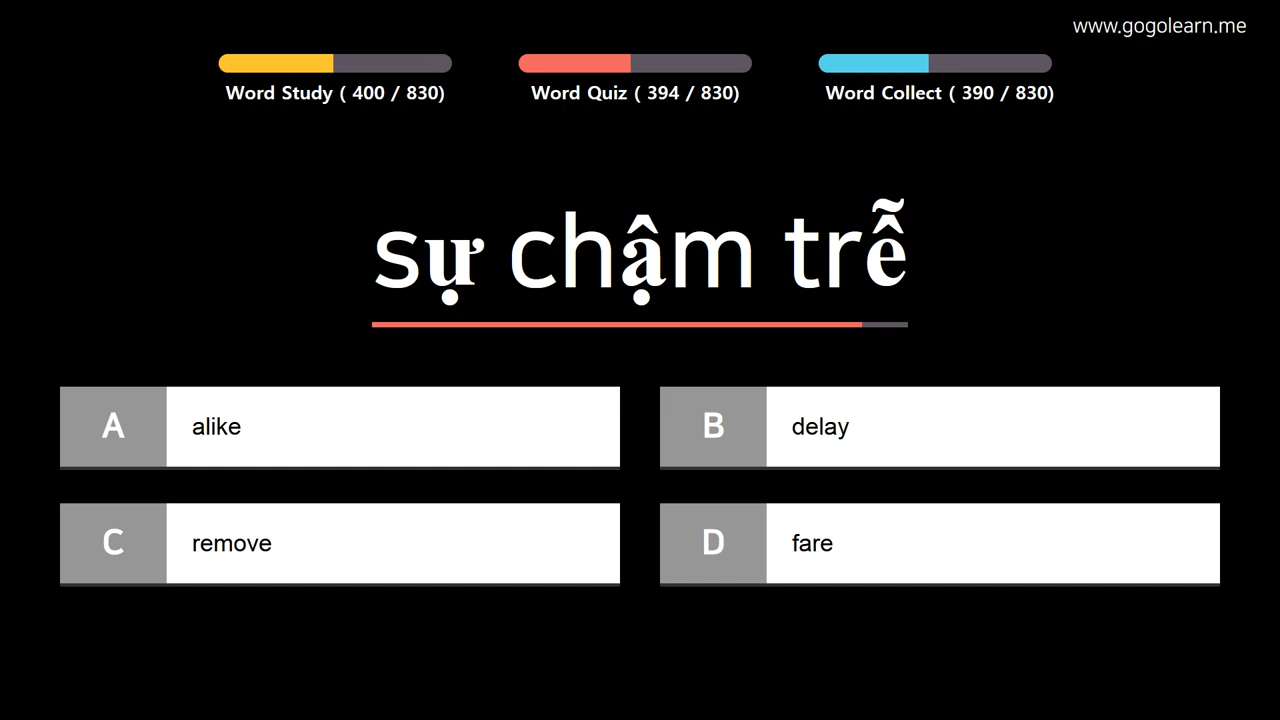 www.gogolearn.me
Word Study ( 400 / 830)
Word Quiz ( 394 / 830)
Word Collect ( 390 / 830)
sự chậm trễ
A alike
B delay
C remove
D fare